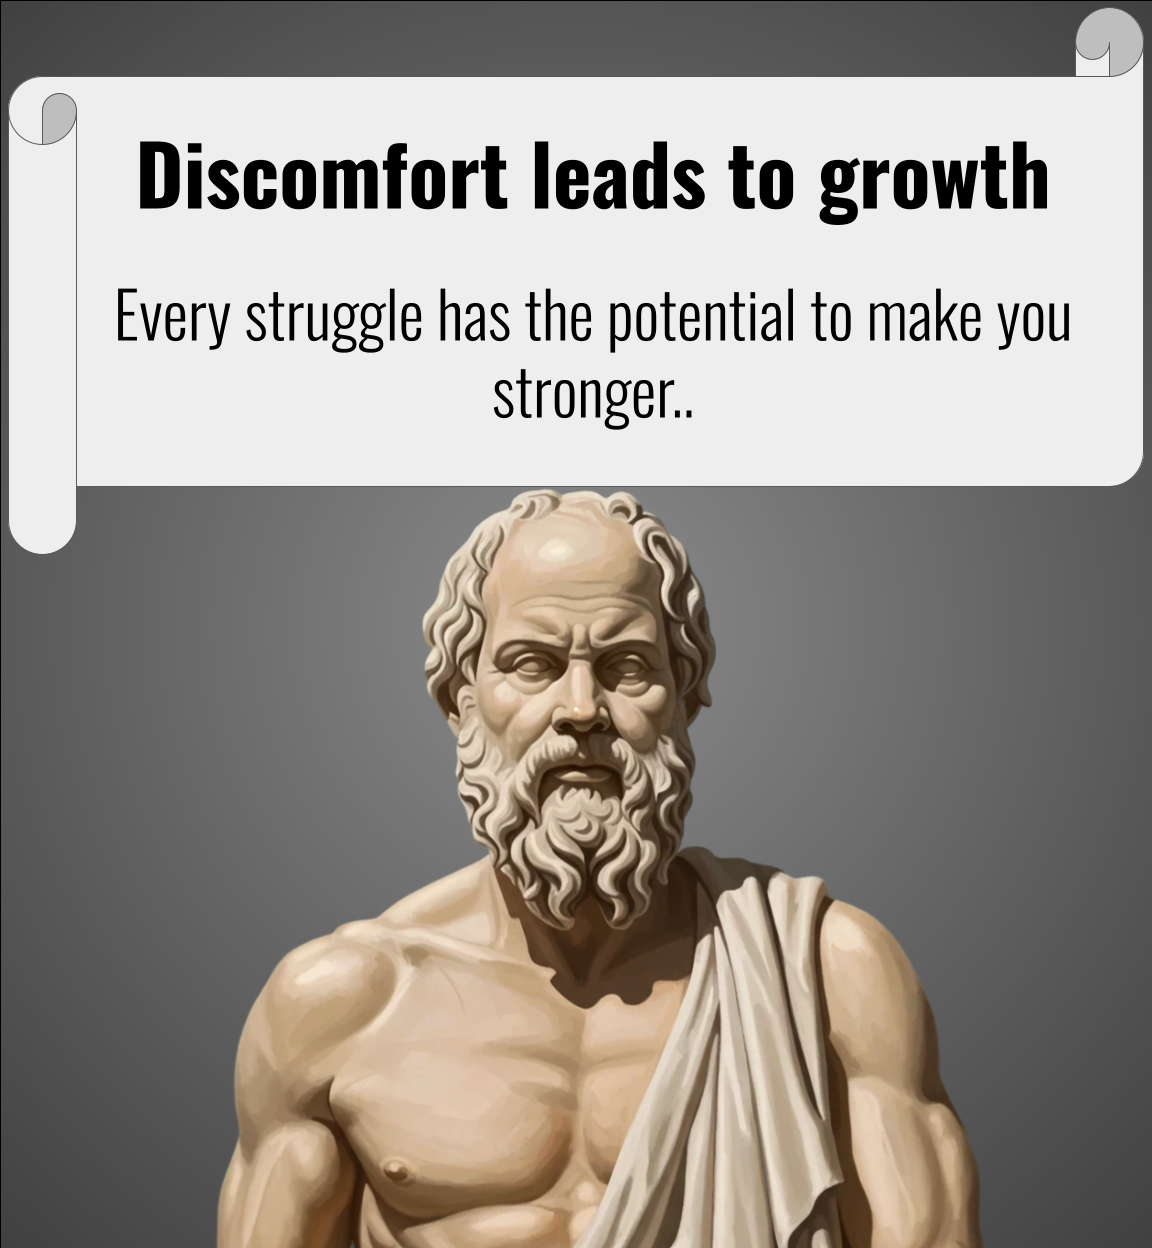 Discomfort leads to growth
Every struggle has the potential to make you
stronger..